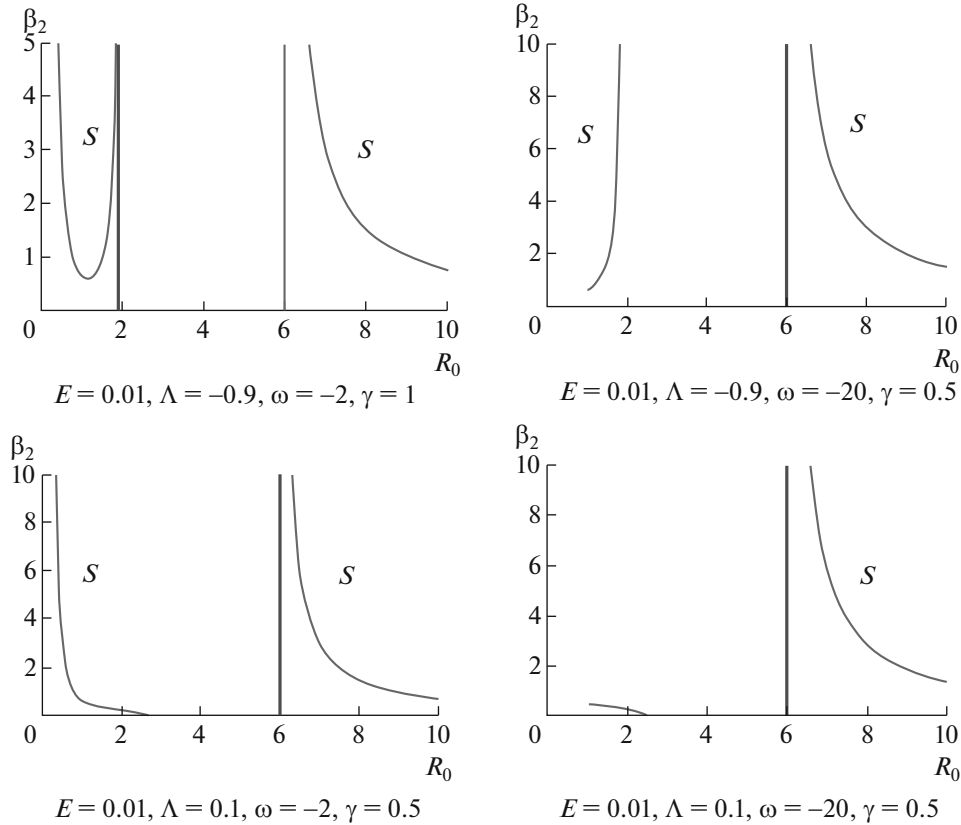 β₂
5
4
3
2
1
S
S
0 2 4 6 8 10
R₀
E = 0.01, Λ = –0.9, ω = –2, γ = 1
β₂
10
8
6
4
2
S
S
0 2 4 6 8 10
R₀
E = 0.01, Λ = –0.9, ω = –20, γ = 0.5
β₂
10
8
6
4
2
S
S
0 2 4 6 8 10
R₀
E = 0.01, Λ = 0.1, ω = –2, γ = 0.5
β₂
10
8
6
4
2
S
0 2 4 6 8 10
R₀
E = 0.01, Λ = 0.1, ω = –20, γ = 0.5